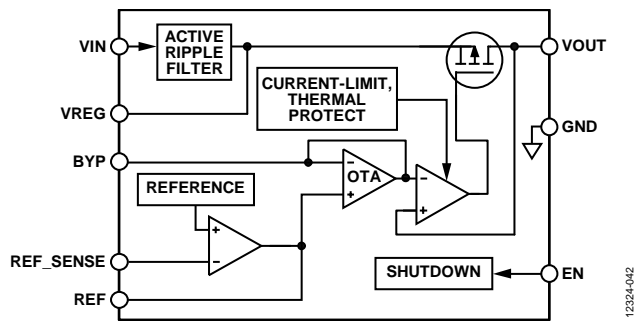 VIN
ACTIVE
RIPPLE
FILTER
VOUT
CURRENT-LIMIT,
THERMAL
PROTECT
VREG
GND
BYP
−
OTA
+
−
+
REFERENCE
+
−
REF_SENSE
SHUTDOWN
EN
REF
12324-042